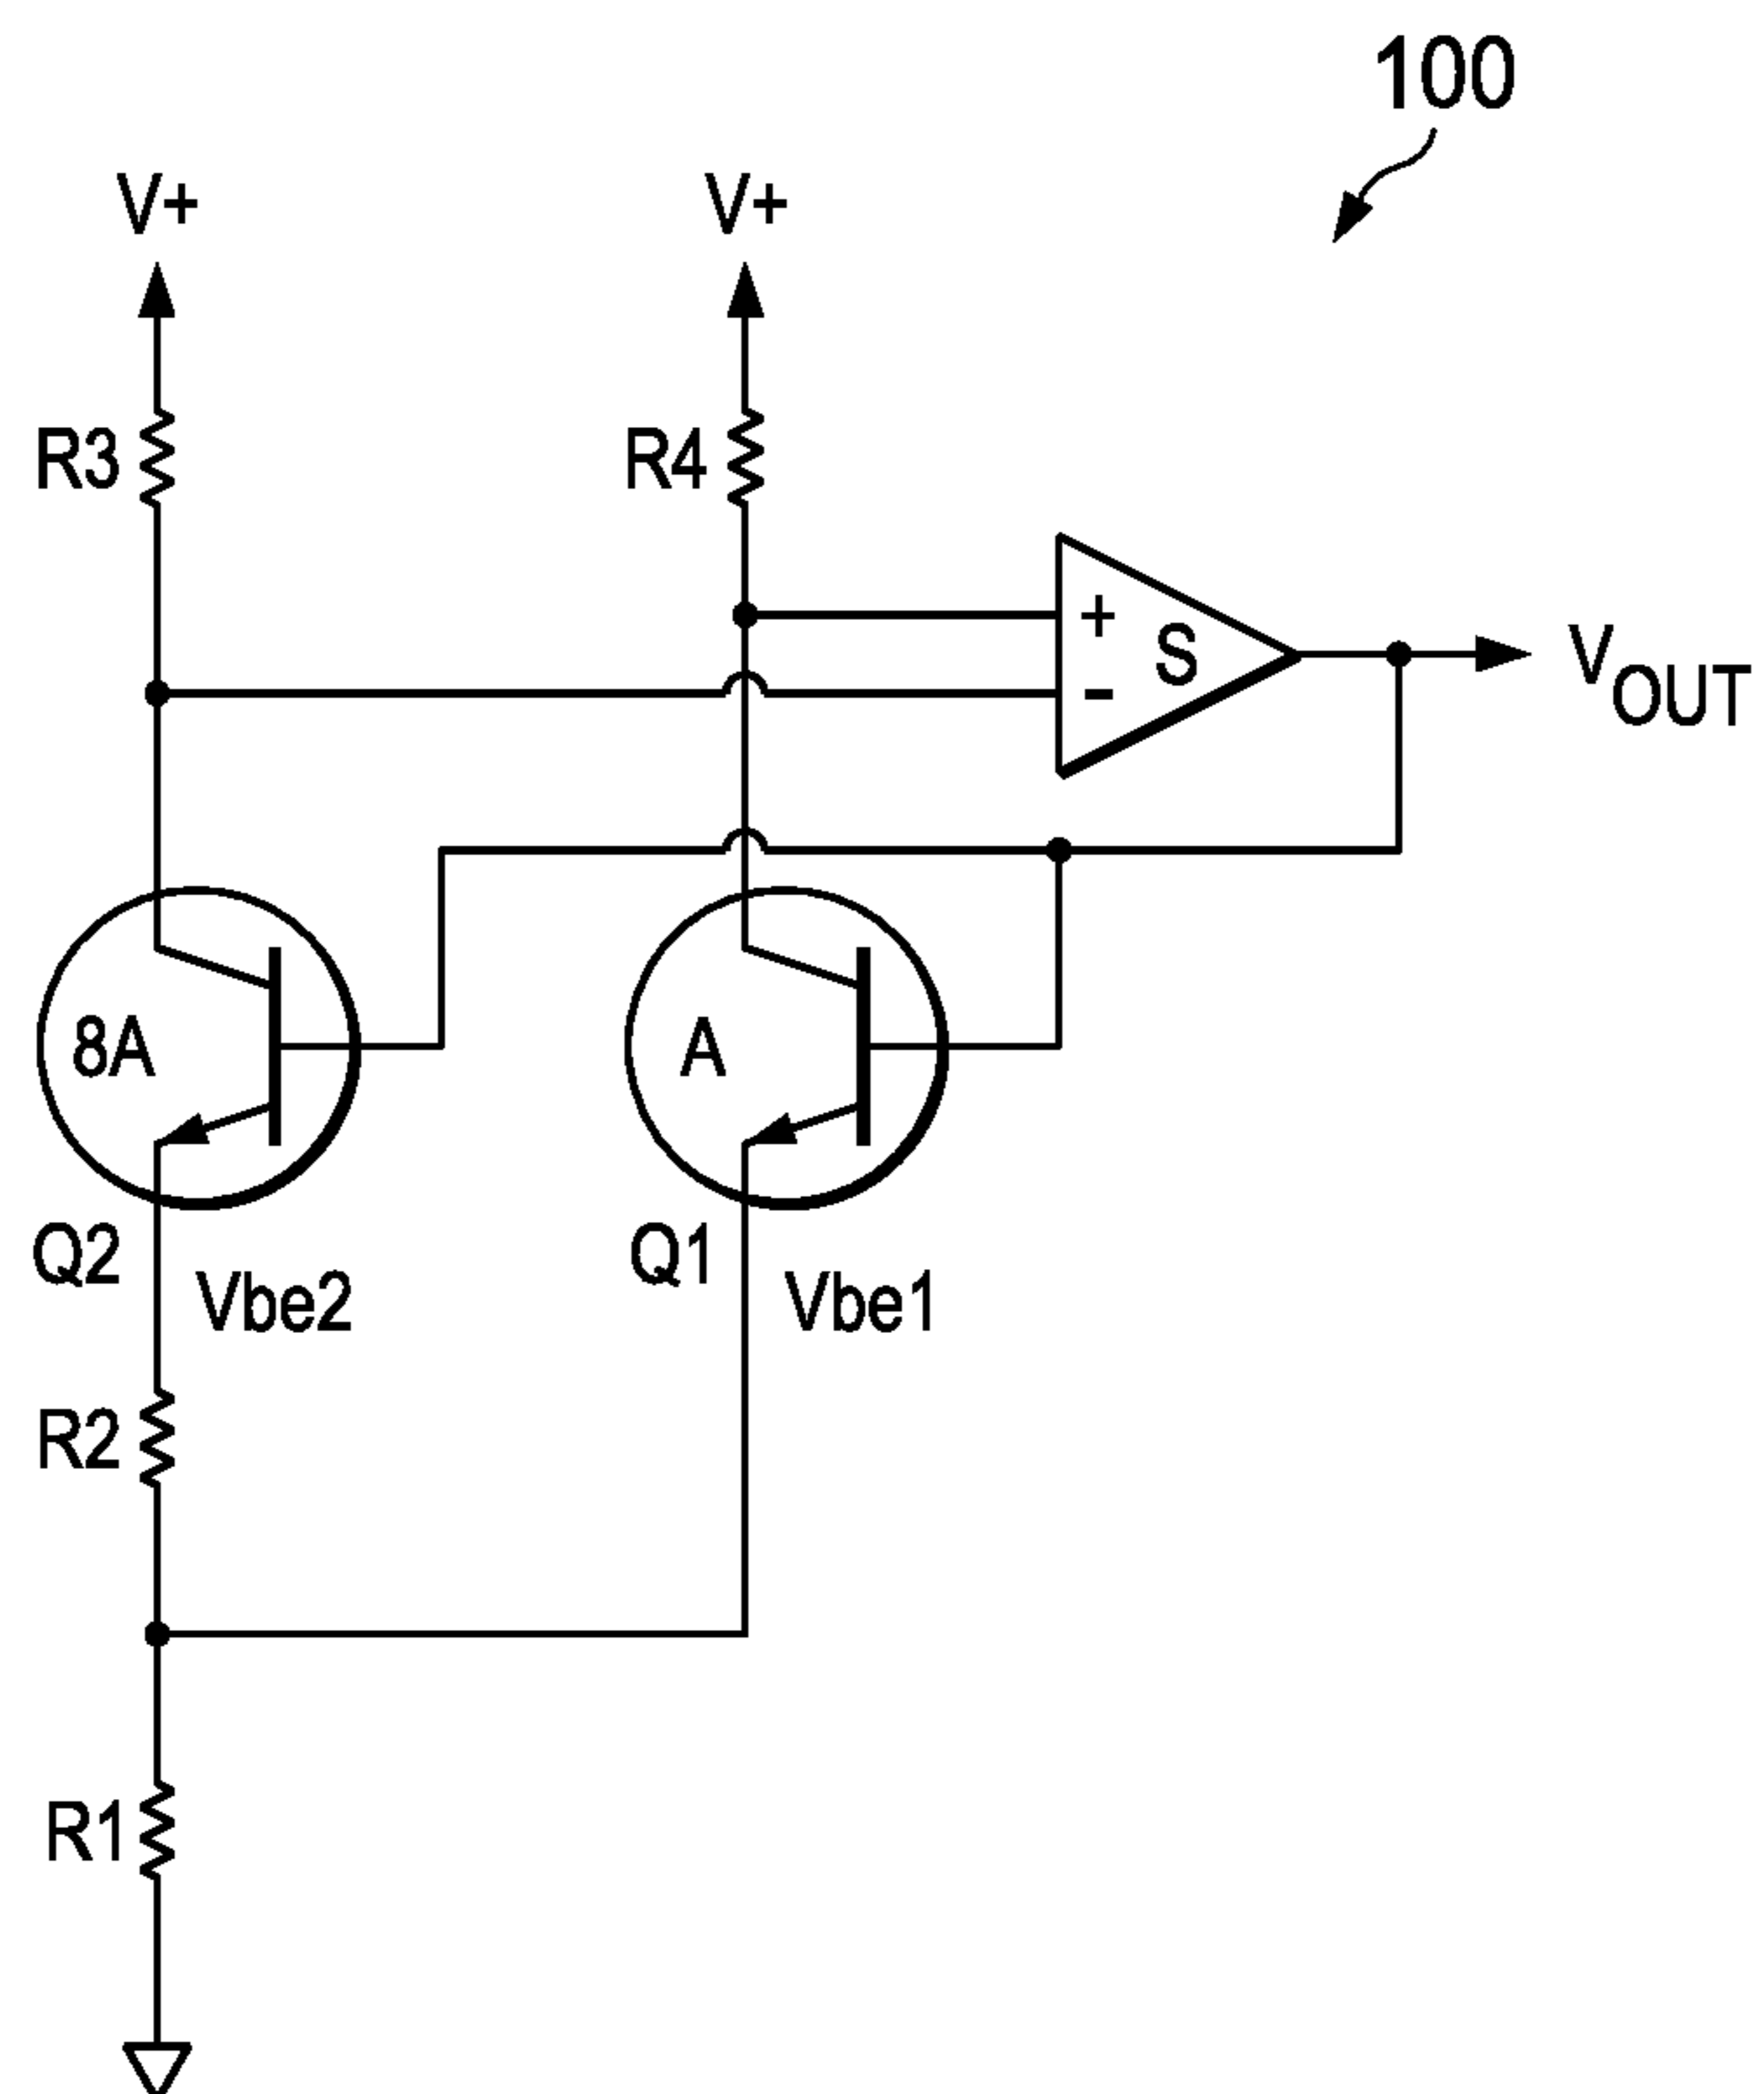 100
V+ V+
R3 R4
+
S
-
VOUT
8A A
Q2 Q1
Vbe2 Vbe1
R2
R1